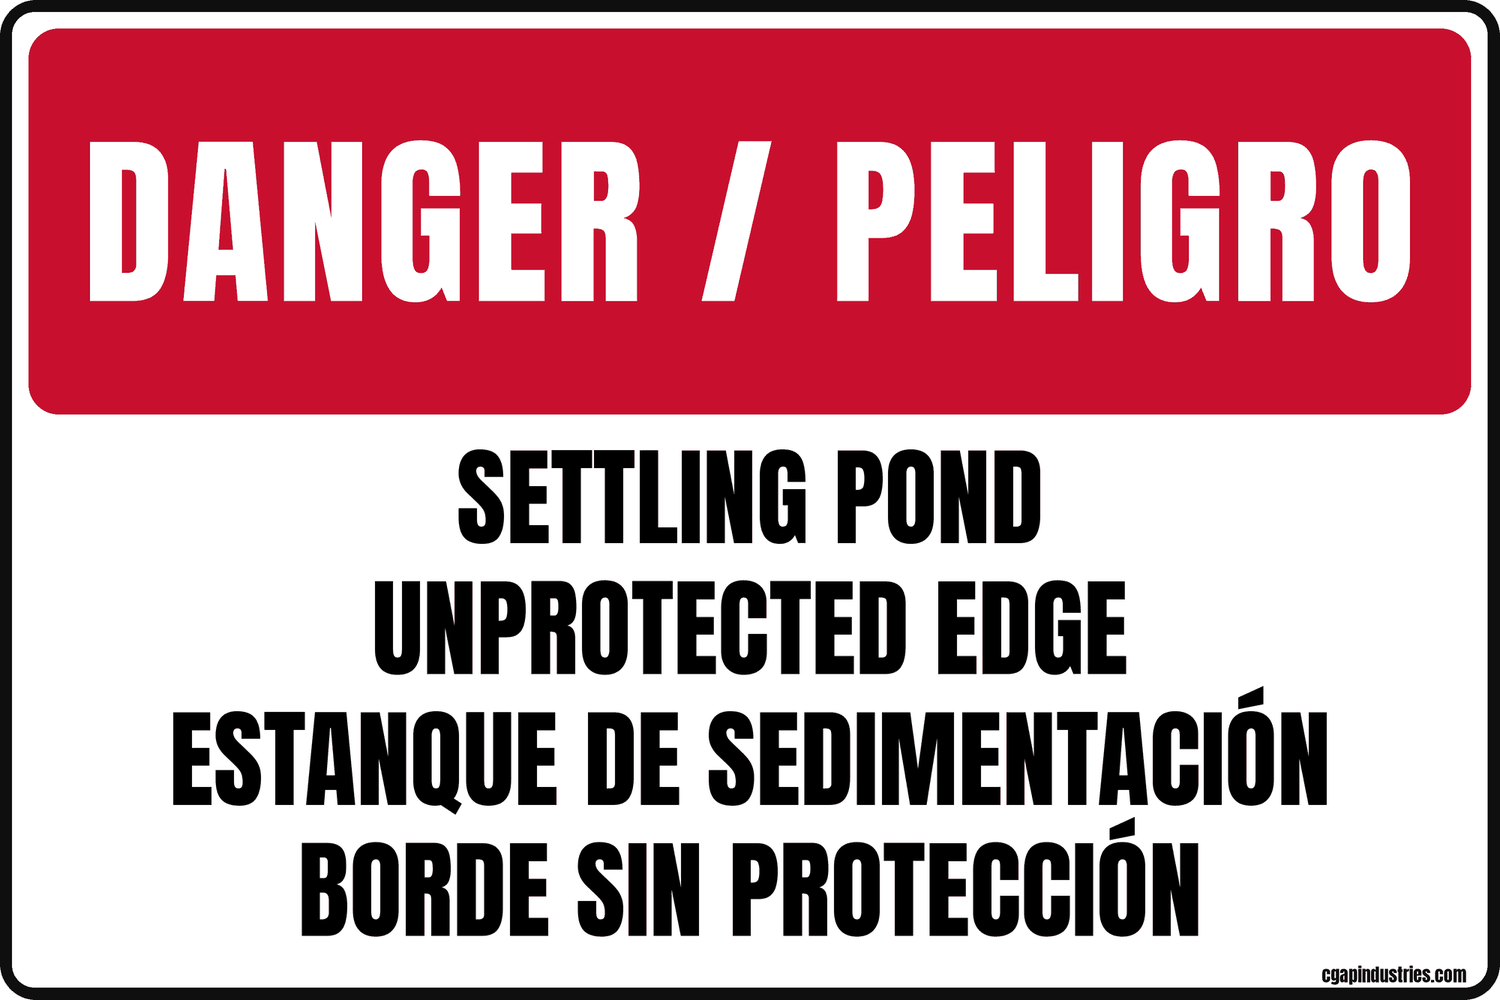 DANGER / PELIGRO
SETTLING POND
UNPROTECTED EDGE
ESTANQUE DE SEDIMENTACIÓN
BORDE SIN PROTECCIÓN
cgapindustries.com